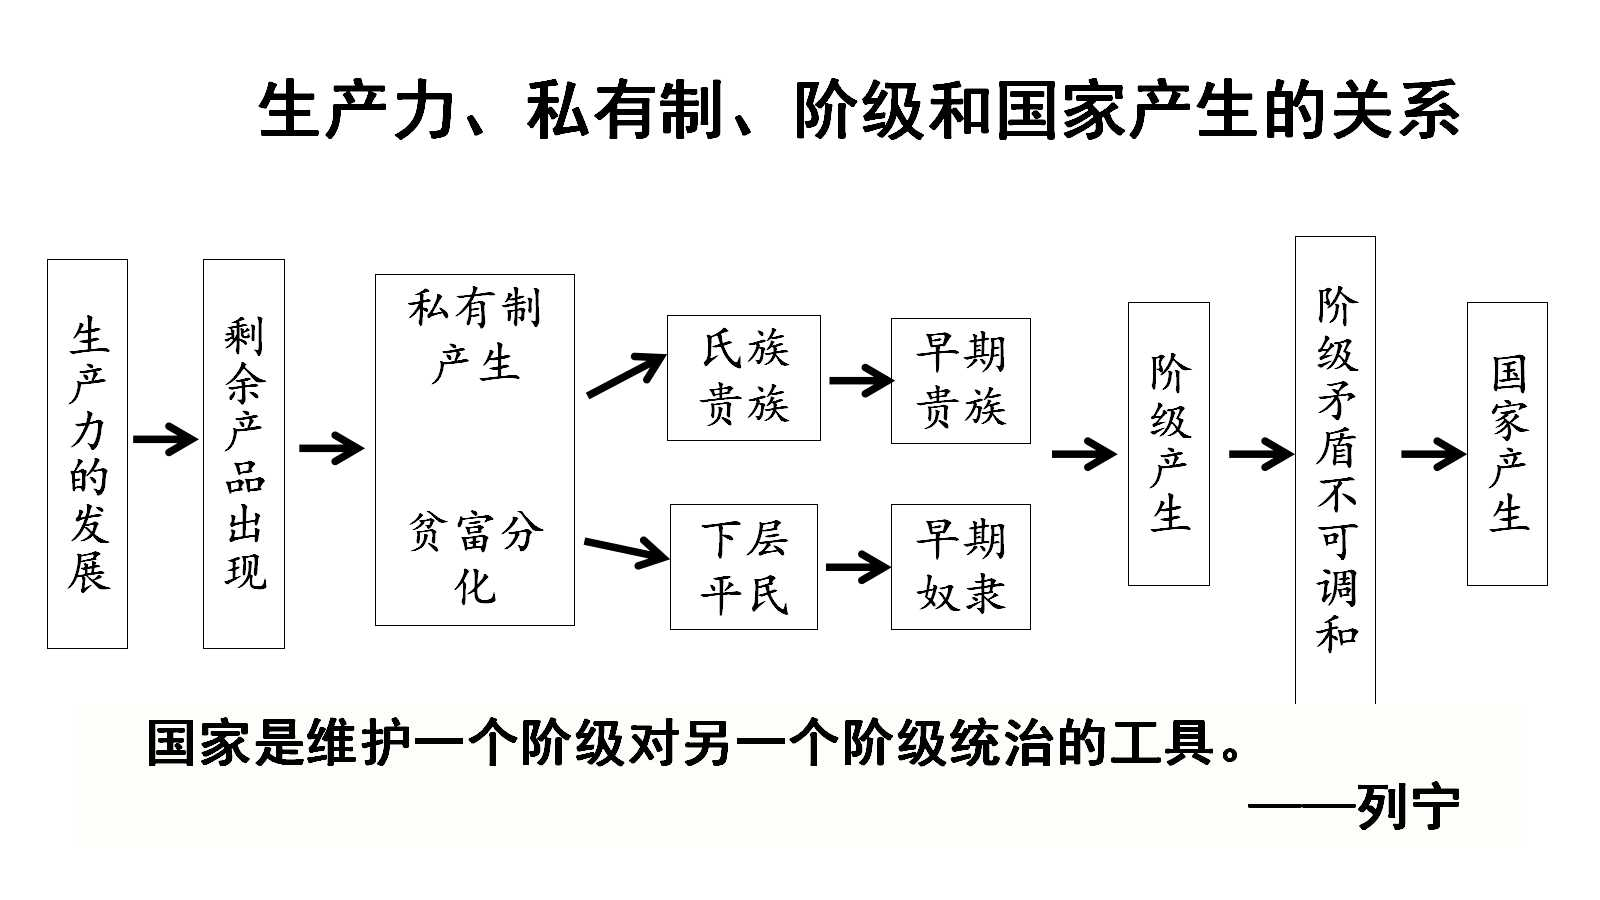 生产力、私有制、阶级和国家产生的关系
生产力的发展
剩余产品出现
私有制
产生
贫富分
化
氏族
贵族
早期
贵族
下层
平民
早期
奴隶
阶级产生
阶级矛盾不可调和
国家产生
国家是维护一个阶级对另一个阶级统治的工具。
——列宁